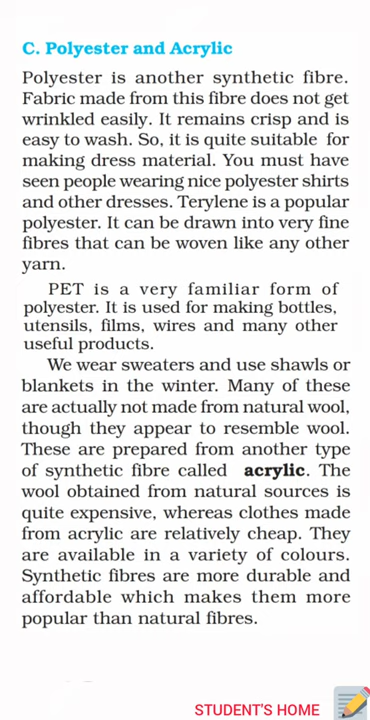 C. Polyester and Acrylic
Polyester is another synthetic fibre.
Fabric made from this fibre does not get
wrinkled easily. It remains crisp and is
easy to wash. So, it is quite suitable for
making dress material. You must have
seen people wearing nice polyester shirts
and other dresses. Terylene is a popular
polyester. It can be drawn into very fine
fibres that can be woven like any other
yarn.
PET is a very familiar form of
polyester. It is used for making bottles,
utensils, films, wires and many other
useful products.
We wear sweaters and use shawls or
blankets in the winter. Many of these
are actually not made from natural wool,
though they appear to resemble wool.
These are prepared from another type
of synthetic fibre called acrylic. The
wool obtained from natural sources is
quite expensive, whereas clothes made
from acrylic are relatively cheap. They
are available in a variety of colours.
Synthetic fibres are more durable and
affordable which makes them more
popular than natural fibres.
STUDENT'S HOME